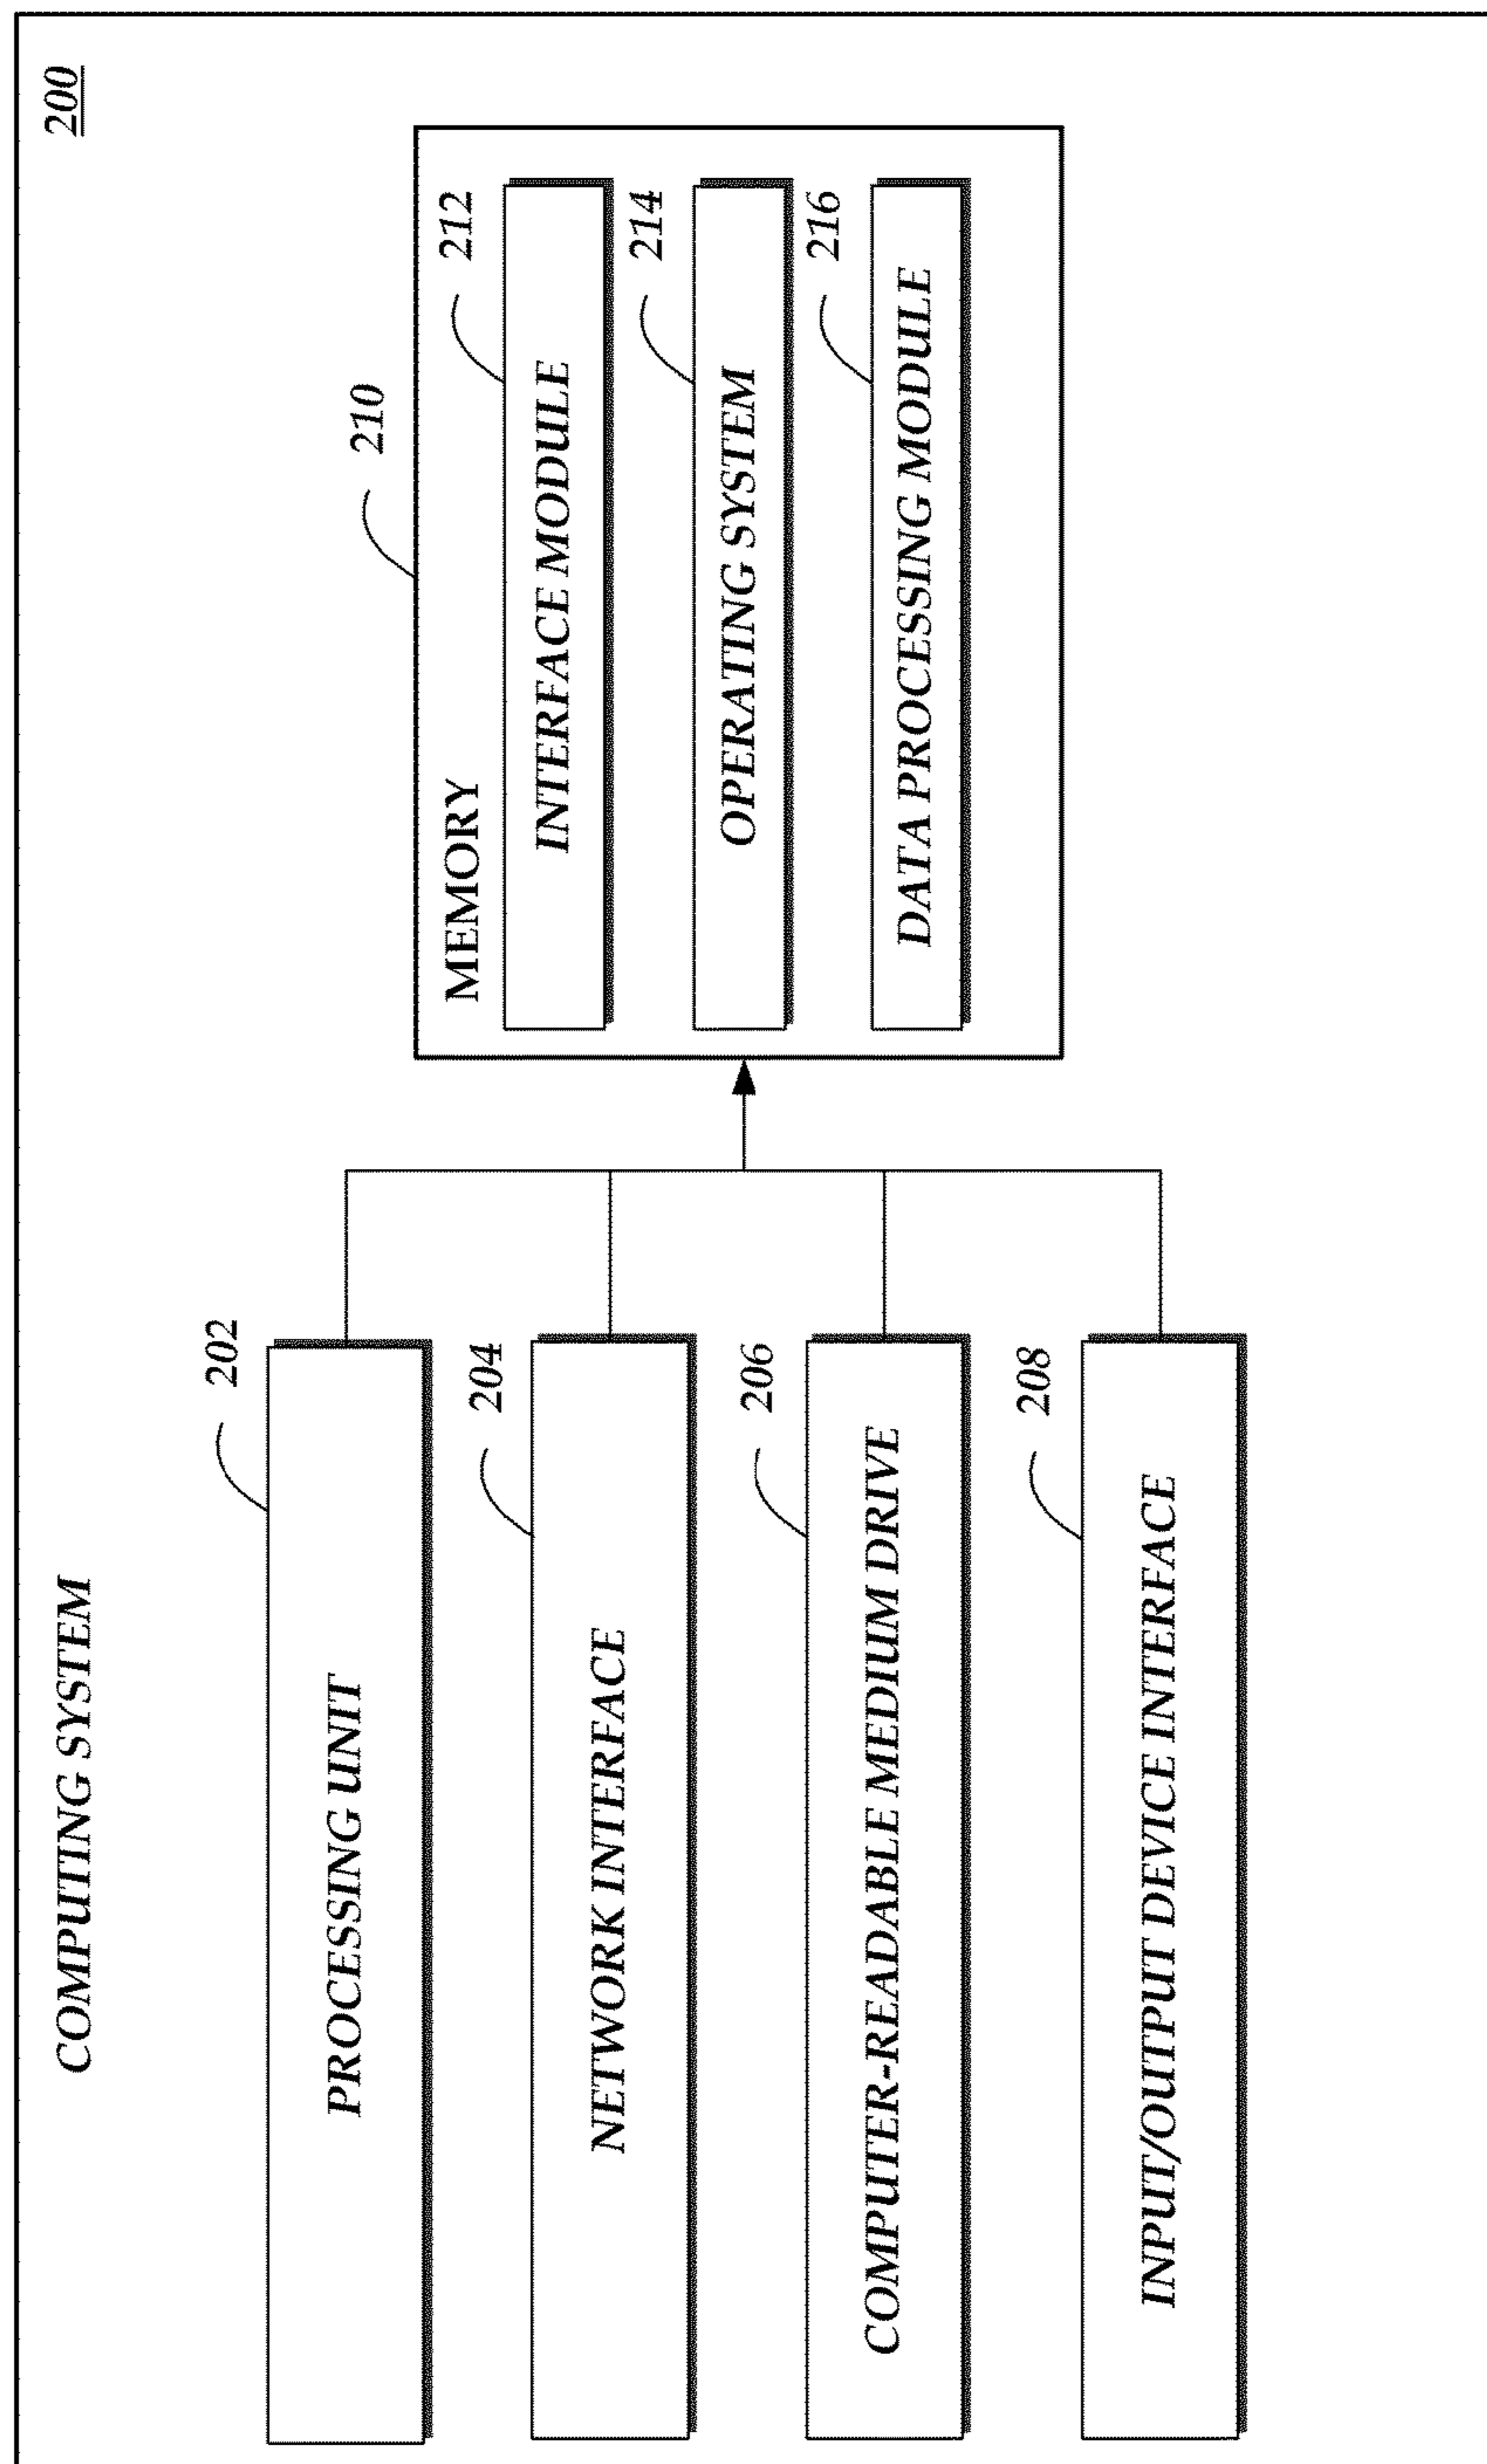 COMPUTING SYSTEM
200
202
PROCESSING UNIT
204
NETWORK INTERFACE
206
COMPUTER-READABLE MEDIUM DRIVE
208
INPUT/OUTPUT DEVICE INTERFACE
210
MEMORY
212
INTERFACE MODULE
214
OPERATING SYSTEM
216
DATA PROCESSING MODULE